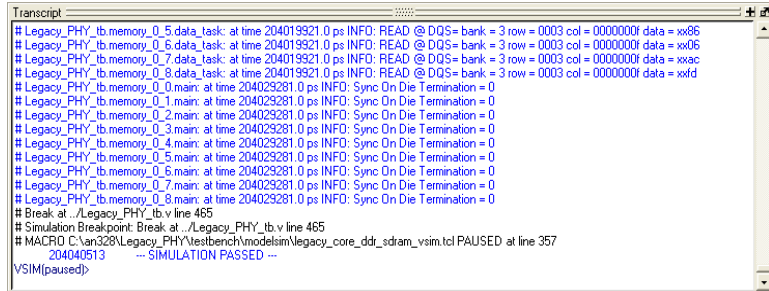 Transcript
# Legacy_PHY_tb.memory_0_5.data_task: at time 204019921.0 ps INFO: READ @ DQS= bank = 3 row = 0003 col = 0000000f data = xx86
# Legacy_PHY_tb.memory_0_6.data_task: at time 204019921.0 ps INFO: READ @ DQS= bank = 3 row = 0003 col = 0000000f data = xx06
# Legacy_PHY_tb.memory_0_7.data_task: at time 204019921.0 ps INFO: READ @ DQS= bank = 3 row = 0003 col = 0000000f data = xxac
# Legacy_PHY_tb.memory_0_8.data_task: at time 204019921.0 ps INFO: READ @ DQS= bank = 3 row = 0003 col = 0000000f data = xxfd
# Legacy_PHY_tb.memory_0_0.main: at time 204029281.0 ps INFO: Sync On Die Termination = 0
# Legacy_PHY_tb.memory_0_1.main: at time 204029281.0 ps INFO: Sync On Die Termination = 0
# Legacy_PHY_tb.memory_0_2.main: at time 204029281.0 ps INFO: Sync On Die Termination = 0
# Legacy_PHY_tb.memory_0_3.main: at time 204029281.0 ps INFO: Sync On Die Termination = 0
# Legacy_PHY_tb.memory_0_4.main: at time 204029281.0 ps INFO: Sync On Die Termination = 0
# Legacy_PHY_tb.memory_0_5.main: at time 204029281.0 ps INFO: Sync On Die Termination = 0
# Legacy_PHY_tb.memory_0_6.main: at time 204029281.0 ps INFO: Sync On Die Termination = 0
# Legacy_PHY_tb.memory_0_7.main: at time 204029281.0 ps INFO: Sync On Die Termination = 0
# Legacy_PHY_tb.memory_0_8.main: at time 204029281.0 ps INFO: Sync On Die Termination = 0
# Break at ../Legacy_PHY_tb.v line 465
# Simulation Breakpoint: Break at ../Legacy_PHY_tb.v line 465
# MACRO C:\an328\Legacy_PHY\testbench\modelsim\legacy_core_ddr_sdram_vsim.tcl PAUSED at line 357
204040513 --- SIMULATION PASSED ---
VSIM(paused)>